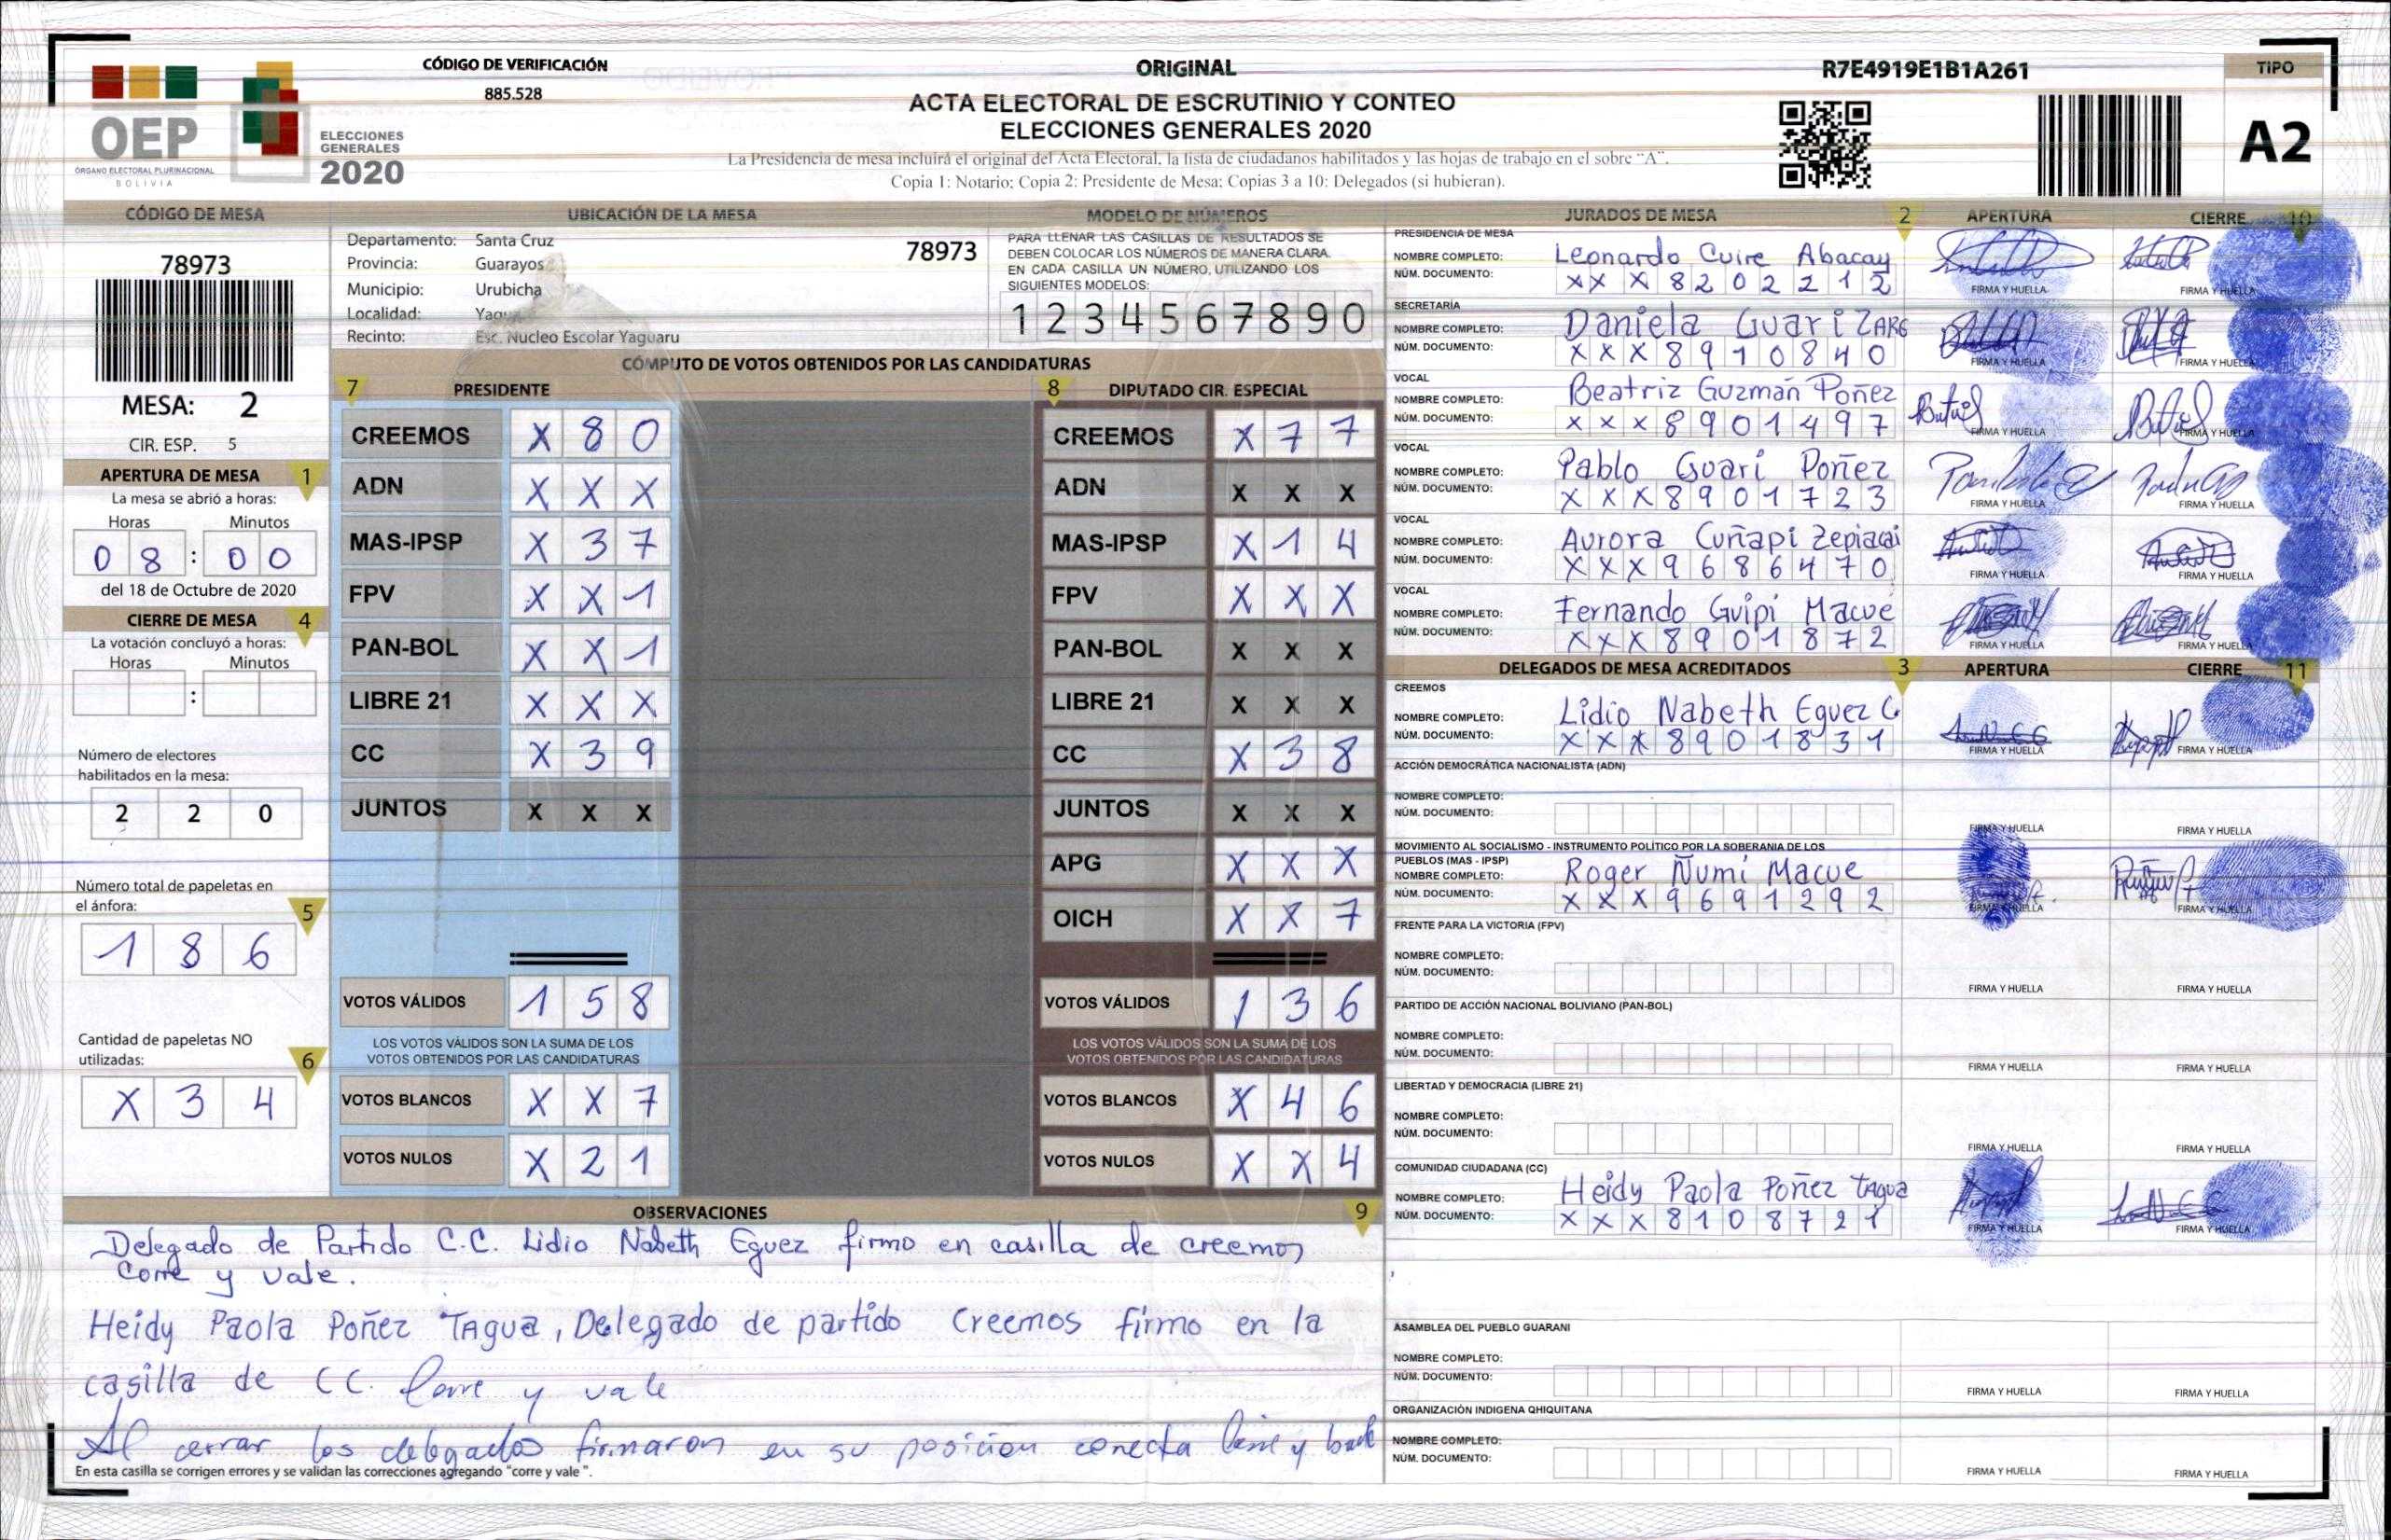 CÓDIGO DE VERIFICACIÓN
885.528
ORIGINAL
ACTA ELECTORAL DE ESCRUTINIO Y CONTEO
ELECCIONES GENERALES 2020
La Presidencia de mesa incluirá el original del Acta Electoral, la lista de ciudadanos habilitados y las hojas de trabajo en el sobre "A".
Copia 1: Notario; Copia 2: Presidente de Mesa; Copias 3 a 10: Delegados (si hubieran).
R7E4919E1B1A261
TIPO
A2
OEP
ÓRGANO ELECTORAL PLURINACIONAL
BOLIVIA
ELECCIONES
GENERALES
2020
CÓDIGO DE MESA
78973
MESA: 2
CIR. ESP. 5
APERTURA DE MESA 1
La mesa se abrió a horas:
Horas Minutos
0 8 : 0 0
del 18 de Octubre de 2020
CIERRE DE MESA 4
La votación concluyó a horas:
Horas Minutos
:
Número de electores
habilitados en la mesa:
2 2 0
Número total de papeletas en
el ánfora: 5
1 8 6
Cantidad de papeletas NO
utilizadas: 6
X 3 4
UBICACIÓN DE LA MESA
Departamento: Santa Cruz
78973
Provincia: Guarayos
Municipio: Urubicha
Localidad:
Recinto: Esc. Nucleo Escolar Yaguaru
MODELO DE NÚMEROS
PARA LLENAR LAS CASILLAS DE RESULTADOS SE
DEBEN COLOCAR LOS NÚMEROS DE MANERA CLARA.
EN CADA CASILLA UN NÚMERO, UTILIZANDO LOS
SIGUIENTES MODELOS:
1 2 3 4 5 6 7 8 9 0
CÓMPUTO DE VOTOS OBTENIDOS POR LAS CANDIDATURAS
7 PRESIDENTE
CREEMOS X 8 0
ADN X X X
MAS-IPSP X 3 7
FPV X X 1
PAN-BOL X X 1
LIBRE 21 X X X
CC X 3 9
JUNTOS X X X
VOTOS VÁLIDOS 1 5 8
LOS VOTOS VÁLIDOS SON LA SUMA DE LOS
VOTOS OBTENIDOS POR LAS CANDIDATURAS
VOTOS BLANCOS X X 7
VOTOS NULOS X 2 1
8 DIPUTADO CIR. ESPECIAL
CREEMOS X 7 7
ADN X X X
MAS-IPSP X 1 4
FPV X X X
PAN-BOL X X X
LIBRE 21 X X X
CC X 3 8
JUNTOS X X X
APG X X X
OICH X X 7
VOTOS VÁLIDOS 1 3 6
LOS VOTOS VÁLIDOS SON LA SUMA DE LOS
VOTOS OBTENIDOS POR LAS CANDIDATURAS
VOTOS BLANCOS X 4 6
VOTOS NULOS X X 4
OBSERVACIONES 9
Delegado de Partido C.C. Lidio Nabeth Eguez firmo en casilla de creemos
Corre y vale.
Heidy Paola Poñez TAgua, Delegado de partido Creemos firmo en la
casilla de CC. Corre y vale
Al cerrar los delegados firmaron en su posicion conecta
En esta casilla se corrigen errores y se validan las correcciones agregando "corre y vale ".
JURADOS DE MESA 2 APERTURA CIERRE 10
PRESIDENCIA DE MESA
NOMBRE COMPLETO: Leonardo Cuire Abacay
NÚM. DOCUMENTO: X X X 8 2 0 2 2 1 2
FIRMA Y HUELLA FIRMA Y HUELLA
SECRETARÍA
NOMBRE COMPLETO: Daniela Guari ZARE
NÚM. DOCUMENTO: X X X 8 9 1 0 8 4 0
FIRMA Y HUELLA FIRMA Y HUELLA
VOCAL
NOMBRE COMPLETO: Beatriz Guzmán Poñez
NÚM. DOCUMENTO: X X X 8 9 0 1 4 9 7
FIRMA Y HUELLA FIRMA Y HUELLA
VOCAL
NOMBRE COMPLETO: Pablo Guari Poñez
NÚM. DOCUMENTO: X X X 8 9 0 1 7 2 3
FIRMA Y HUELLA FIRMA Y HUELLA
VOCAL
NOMBRE COMPLETO: Aurora Cuñapi Zepiacai
NÚM. DOCUMENTO: X X X 9 6 8 6 4 7 0
FIRMA Y HUELLA FIRMA Y HUELLA
VOCAL
NOMBRE COMPLETO: Fernando Guipi Macue
NÚM. DOCUMENTO: X X X 8 9 0 1 8 7 2
FIRMA Y HUELLA FIRMA Y HUELLA
DELEGADOS DE MESA ACREDITADOS 3 APERTURA CIERRE 11
CREEMOS
NOMBRE COMPLETO: Lidio Nabeth Eguez C
NÚM. DOCUMENTO: X X X 8 9 0 1 8 3 1
FIRMA Y HUELLA FIRMA Y HUELLA
ACCIÓN DEMOCRÁTICA NACIONALISTA (ADN)
NOMBRE COMPLETO:
NÚM. DOCUMENTO:
FIRMA Y HUELLA FIRMA Y HUELLA
MOVIMIENTO AL SOCIALISMO - INSTRUMENTO POLÍTICO POR LA SOBERANIA DE LOS
PUEBLOS (MAS - IPSP)
NOMBRE COMPLETO: Roger Ñumi Macue
NÚM. DOCUMENTO: X X X 9 6 9 1 2 9 2
FIRMA Y HUELLA FIRMA Y HUELLA
FRENTE PARA LA VICTORIA (FPV)
NOMBRE COMPLETO:
NÚM. DOCUMENTO:
FIRMA Y HUELLA FIRMA Y HUELLA
PARTIDO DE ACCIÓN NACIONAL BOLIVIANO (PAN-BOL)
NOMBRE COMPLETO:
NÚM. DOCUMENTO:
FIRMA Y HUELLA FIRMA Y HUELLA
LIBERTAD Y DEMOCRACIA (LIBRE 21)
NOMBRE COMPLETO:
NÚM. DOCUMENTO:
FIRMA Y HUELLA FIRMA Y HUELLA
COMUNIDAD CIUDADANA (CC)
NOMBRE COMPLETO: Heidy Paola Poñez TAgua
NÚM. DOCUMENTO: X X X 8 1 0 8 7 2 1
FIRMA Y HUELLA FIRMA Y HUELLA
ASAMBLEA DEL PUEBLO GUARANI
NOMBRE COMPLETO:
NÚM. DOCUMENTO:
FIRMA Y HUELLA FIRMA Y HUELLA
ORGANIZACIÓN INDIGENA QHIQUITANA
NOMBRE COMPLETO:
NÚM. DOCUMENTO:
FIRMA Y HUELLA FIRMA Y HUELLA